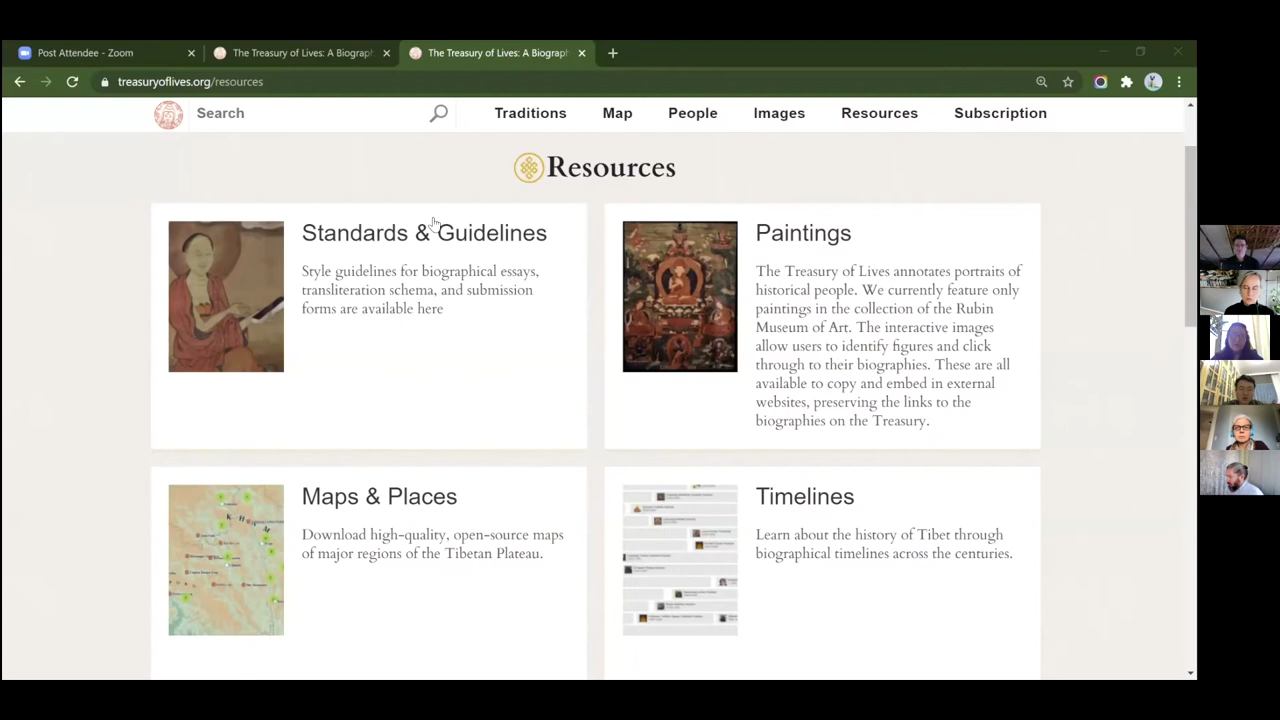 Post Attendee - Zoom
The Treasury of Lives: A Biograph
The Treasury of Lives: A Biograph
treasuryoflives.org/resources
Search
Traditions
Map
People
Images
Resources
Subscription
Resources
Standards & Guidelines
Style guidelines for biographical essays,
transliteration schema, and submission
forms are available here
Paintings
The Treasury of Lives annotates portraits of
historical people. We currently feature only
paintings in the collection of the Rubin
Museum of Art. The interactive images
allow users to identify figures and click
through to their biographies. These are all
available to copy and embed in external
websites, preserving the links to the
biographies on the Treasury.
Maps & Places
Download high-quality, open-source maps
of major regions of the Tibetan Plateau.
Timelines
Learn about the history of Tibet through
biographical timelines across the centuries.